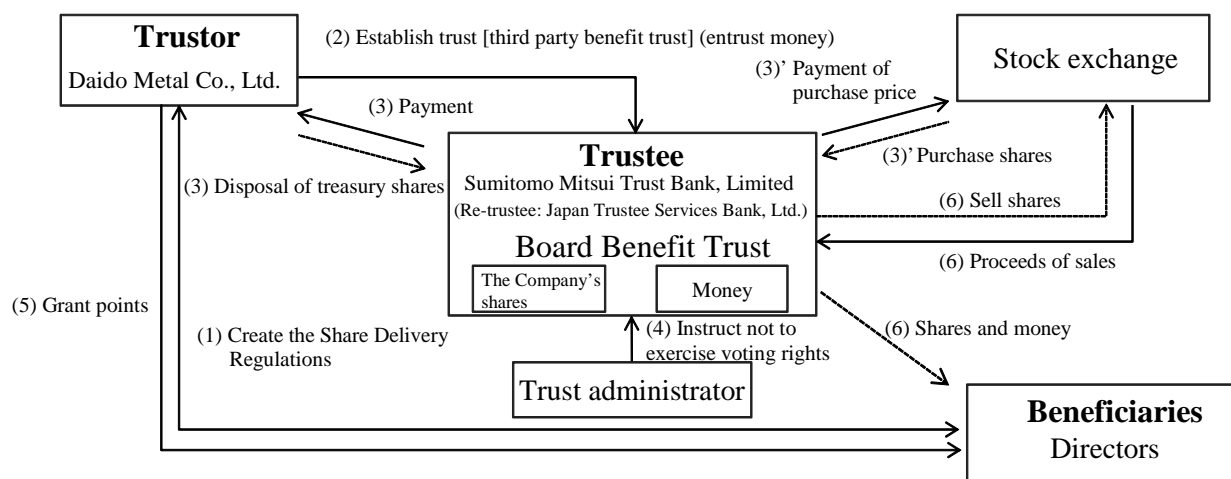 Trustor
Daido Metal Co., Ltd.
(2) Establish trust [third party benefit trust] (entrust money)
Stock exchange
(3)' Payment of
purchase price
(3) Payment
(3) Disposal of treasury shares
Trustee
Sumitomo Mitsui Trust Bank, Limited
(Re-trustee: Japan Trustee Services Bank, Ltd.)
Board Benefit Trust
The Company's
shares
Money
(3)' Purchase shares
(6) Sell shares
(6) Proceeds of sales
(5) Grant points
(1) Create the Share Delivery
Regulations
(4) Instruct not to
exercise voting rights
(6) Shares and money
Trust administrator
Beneficiaries
Directors